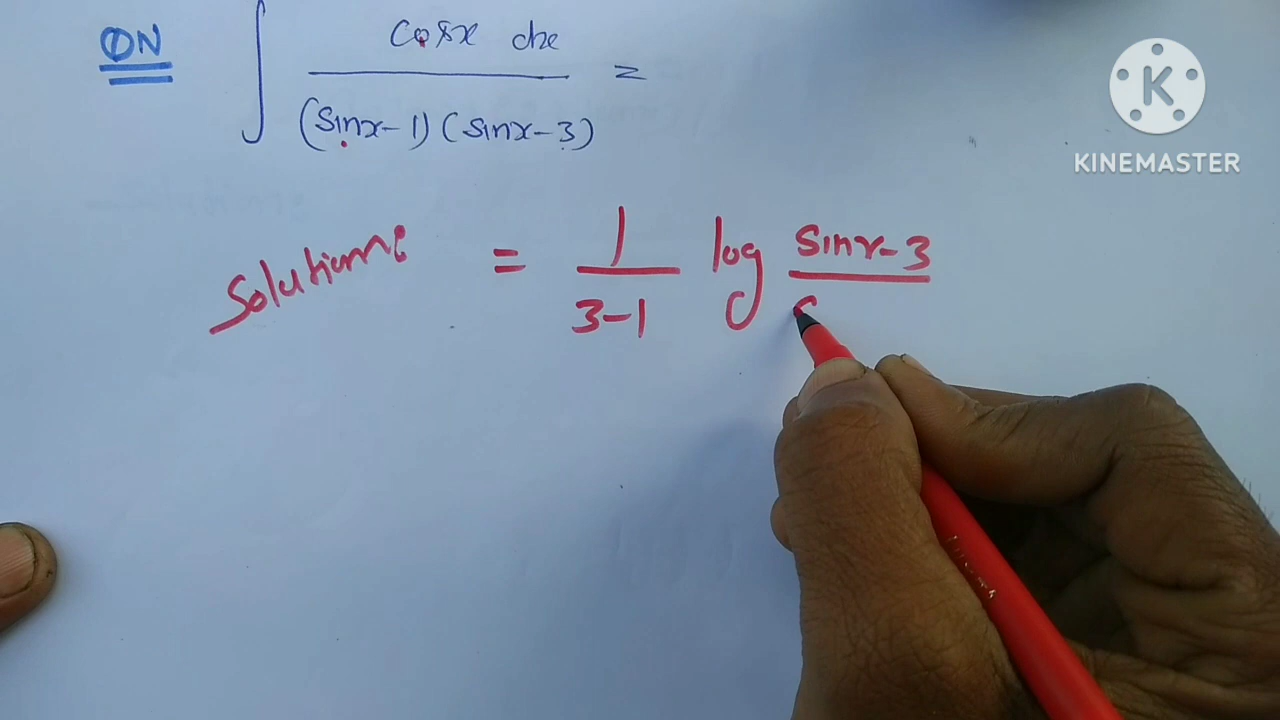 QN ∫ cosx dx / (sinx-1)(sinx-3) =
K
KINEMASTER
Solution: = 1 / 3-1 log sinx-3 / s